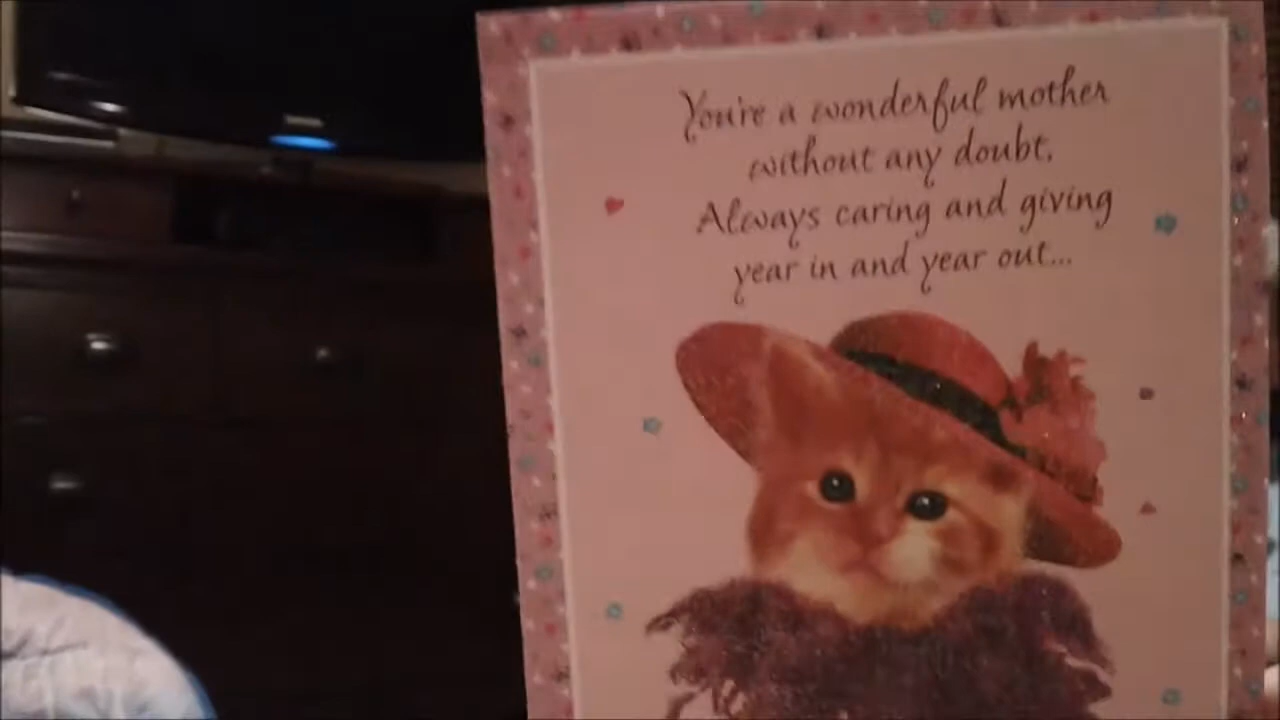 You're a wonderful mother
without any doubt,
Always caring and giving
year in and year out...